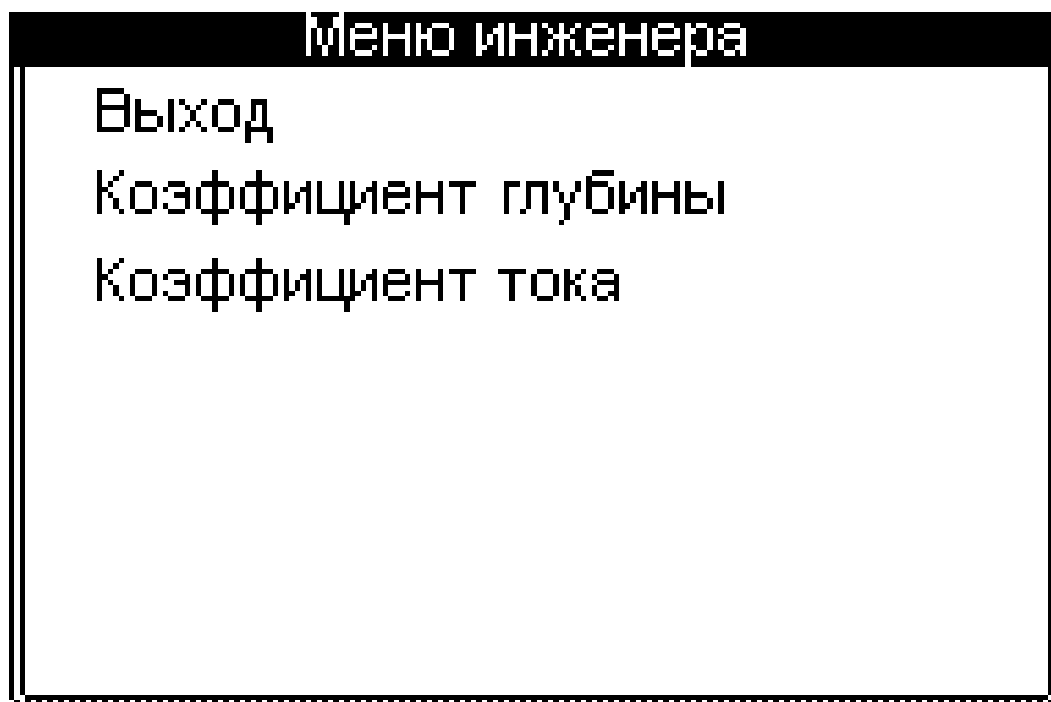 Меню инженера
Выход
Коэффициент глубины
Коэффициент тока